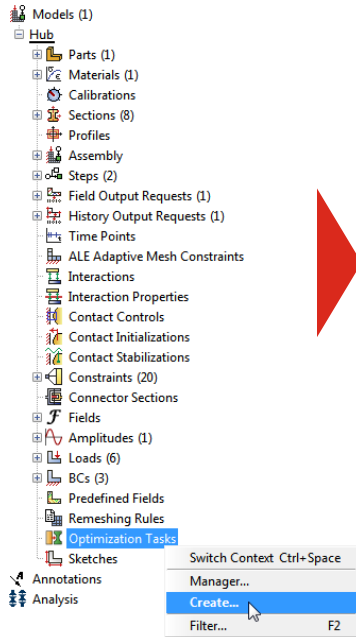 Models (1)
Hub
Parts (1)
Materials (1)
Calibrations
Sections (8)
Profiles
Assembly
Steps (2)
Field Output Requests (1)
History Output Requests (1)
Time Points
ALE Adaptive Mesh Constraints
Interactions
Interaction Properties
Contact Controls
Contact Initializations
Contact Stabilizations
Constraints (20)
Connector Sections
Fields
Amplitudes (1)
Loads (6)
BCs (3)
Predefined Fields
Remeshing Rules
Optimization Tasks
Sketches
Annotations
Analysis
Switch Context Ctrl+Space
Manager...
Create...
Filter... F2